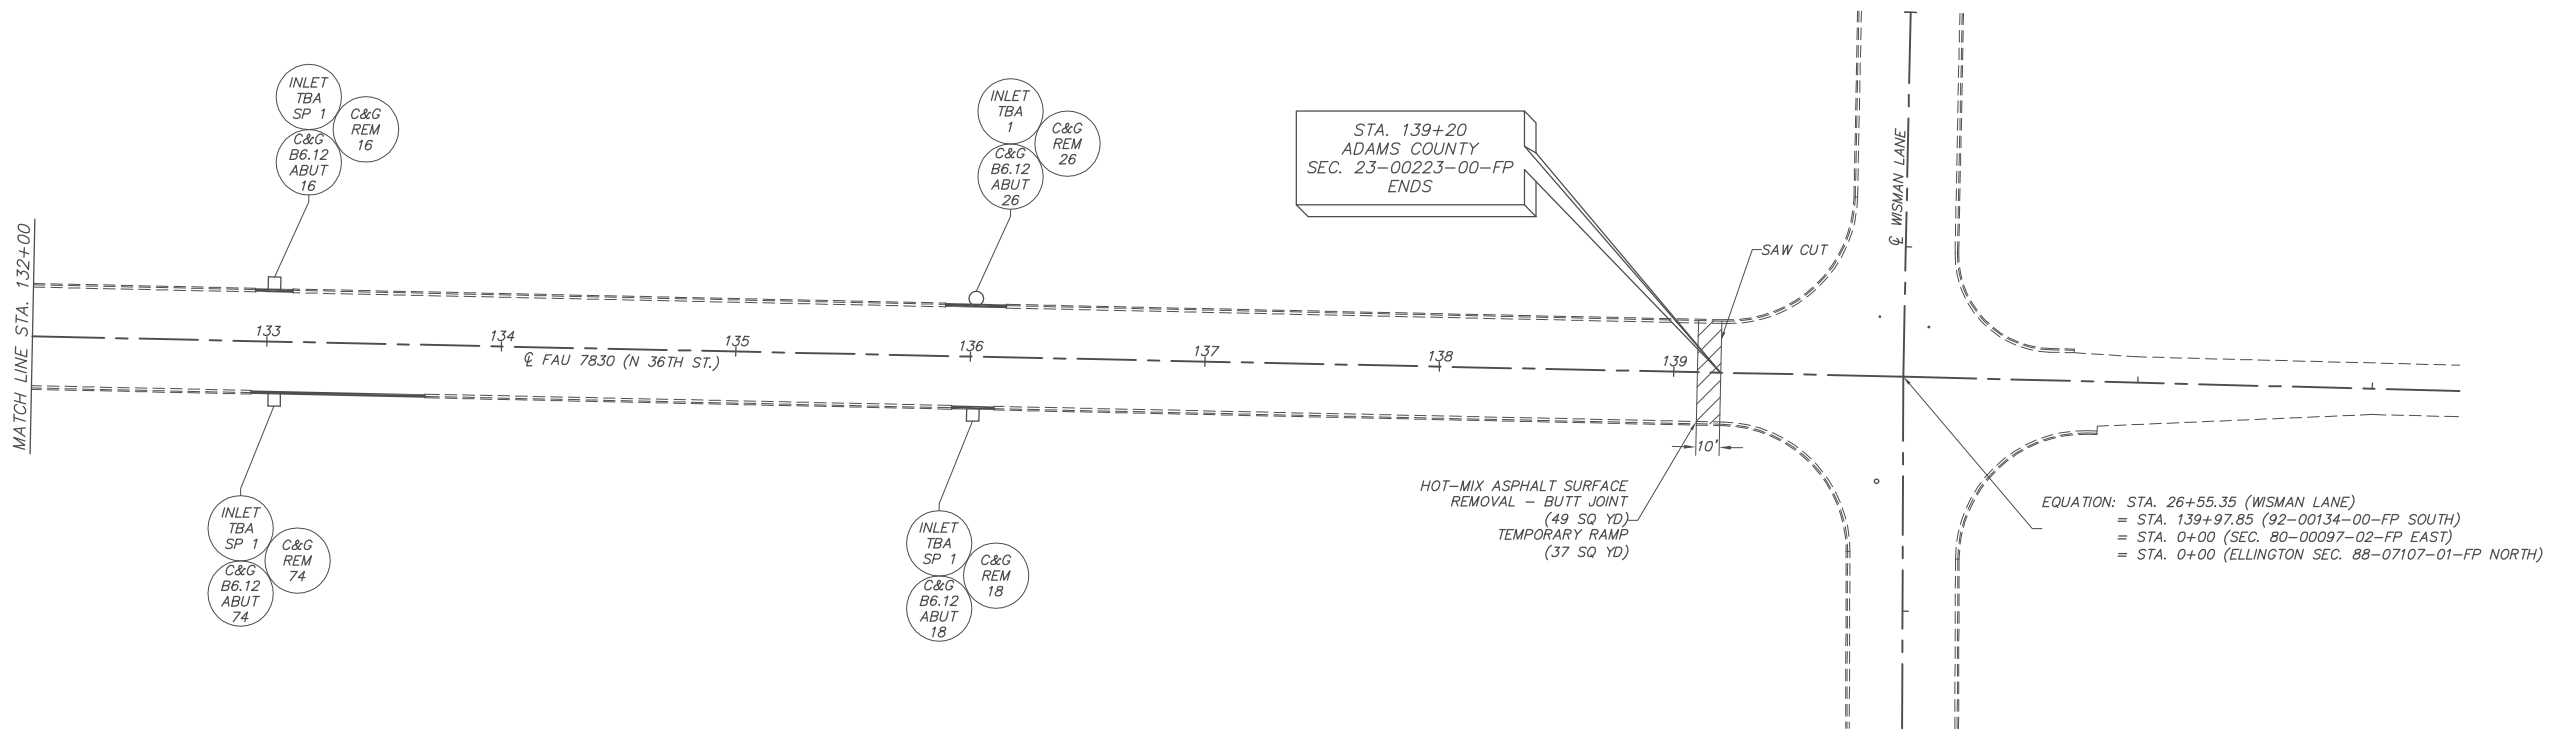 INLET
TBA
SP 1
C&G
REM
16
C&G
B6.12
ABUT
16
INLET
TBA
1
C&G
REM
26
C&G
B6.12
ABUT
26
STA. 139+20
ADAMS COUNTY
SEC. 23-00223-00-FP
ENDS
SAW CUT
℄ WISMAN LANE
MATCH LINE STA. 132+00
133
134
135
136
137
138
139
℄ FAU 7830 (N 36TH ST.)
10'
INLET
TBA
SP 1
C&G
REM
74
C&G
B6.12
ABUT
74
INLET
TBA
SP 1
C&G
REM
18
C&G
B6.12
ABUT
18
HOT-MIX ASPHALT SURFACE
REMOVAL - BUTT JOINT
(49 SQ YD)
TEMPORARY RAMP
(37 SQ YD)
EQUATION: STA. 26+55.35 (WISMAN LANE)
= STA. 139+97.85 (92-00134-00-FP SOUTH)
= STA. 0+00 (SEC. 80-00097-02-FP EAST)
= STA. 0+00 (ELLINGTON SEC. 88-07107-01-FP NORTH)